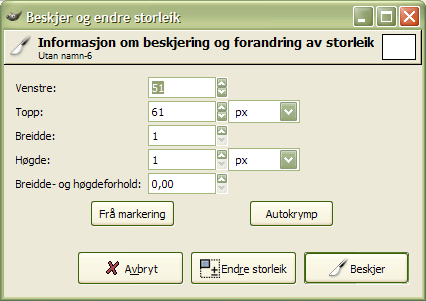 Beskjer og endre storleik
Informasjon om beskjering og forandring av storleik
Utan namn-6
Venstre: 51
Topp: 61 px
Breidde: 1
Høgde: 1 px
Breidde- og høgdeforhold: 0,00
Frå markering Autokrymp
Avbryt Endre storleik Beskjer